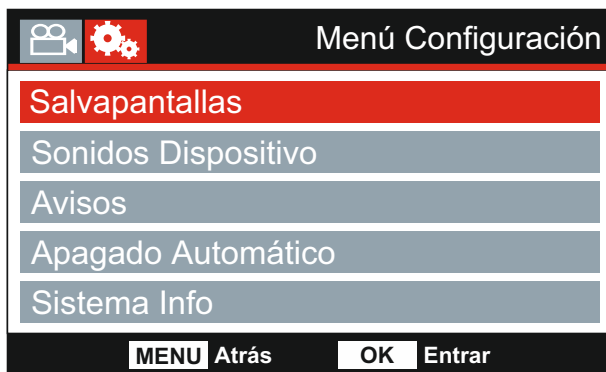 Menú Configuración
Salvapantallas
Sonidos Dispositivo
Avisos
Apagado Automático
Sistema Info
MENU Atrás OK Entrar